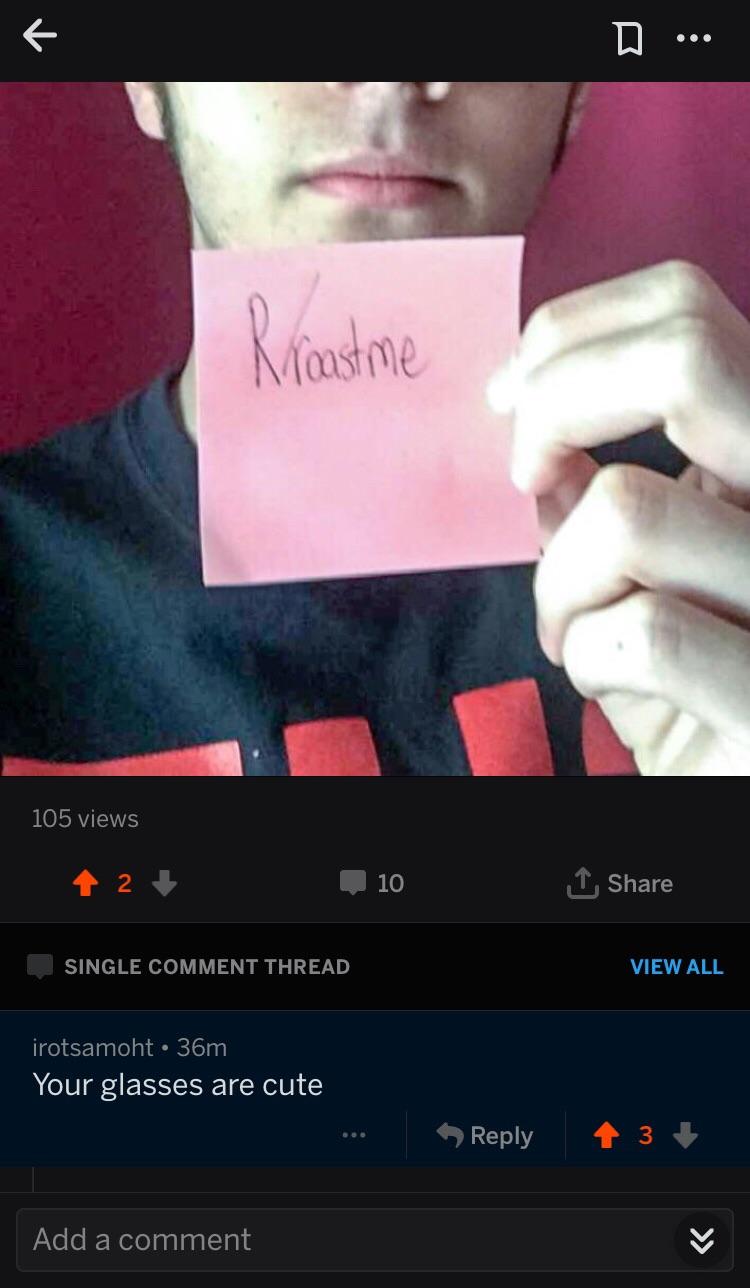 R/roastme
105 views
2
10
Share
SINGLE COMMENT THREAD
VIEW ALL
irotsamoht • 36m
Your glasses are cute
Reply
3
Add a comment